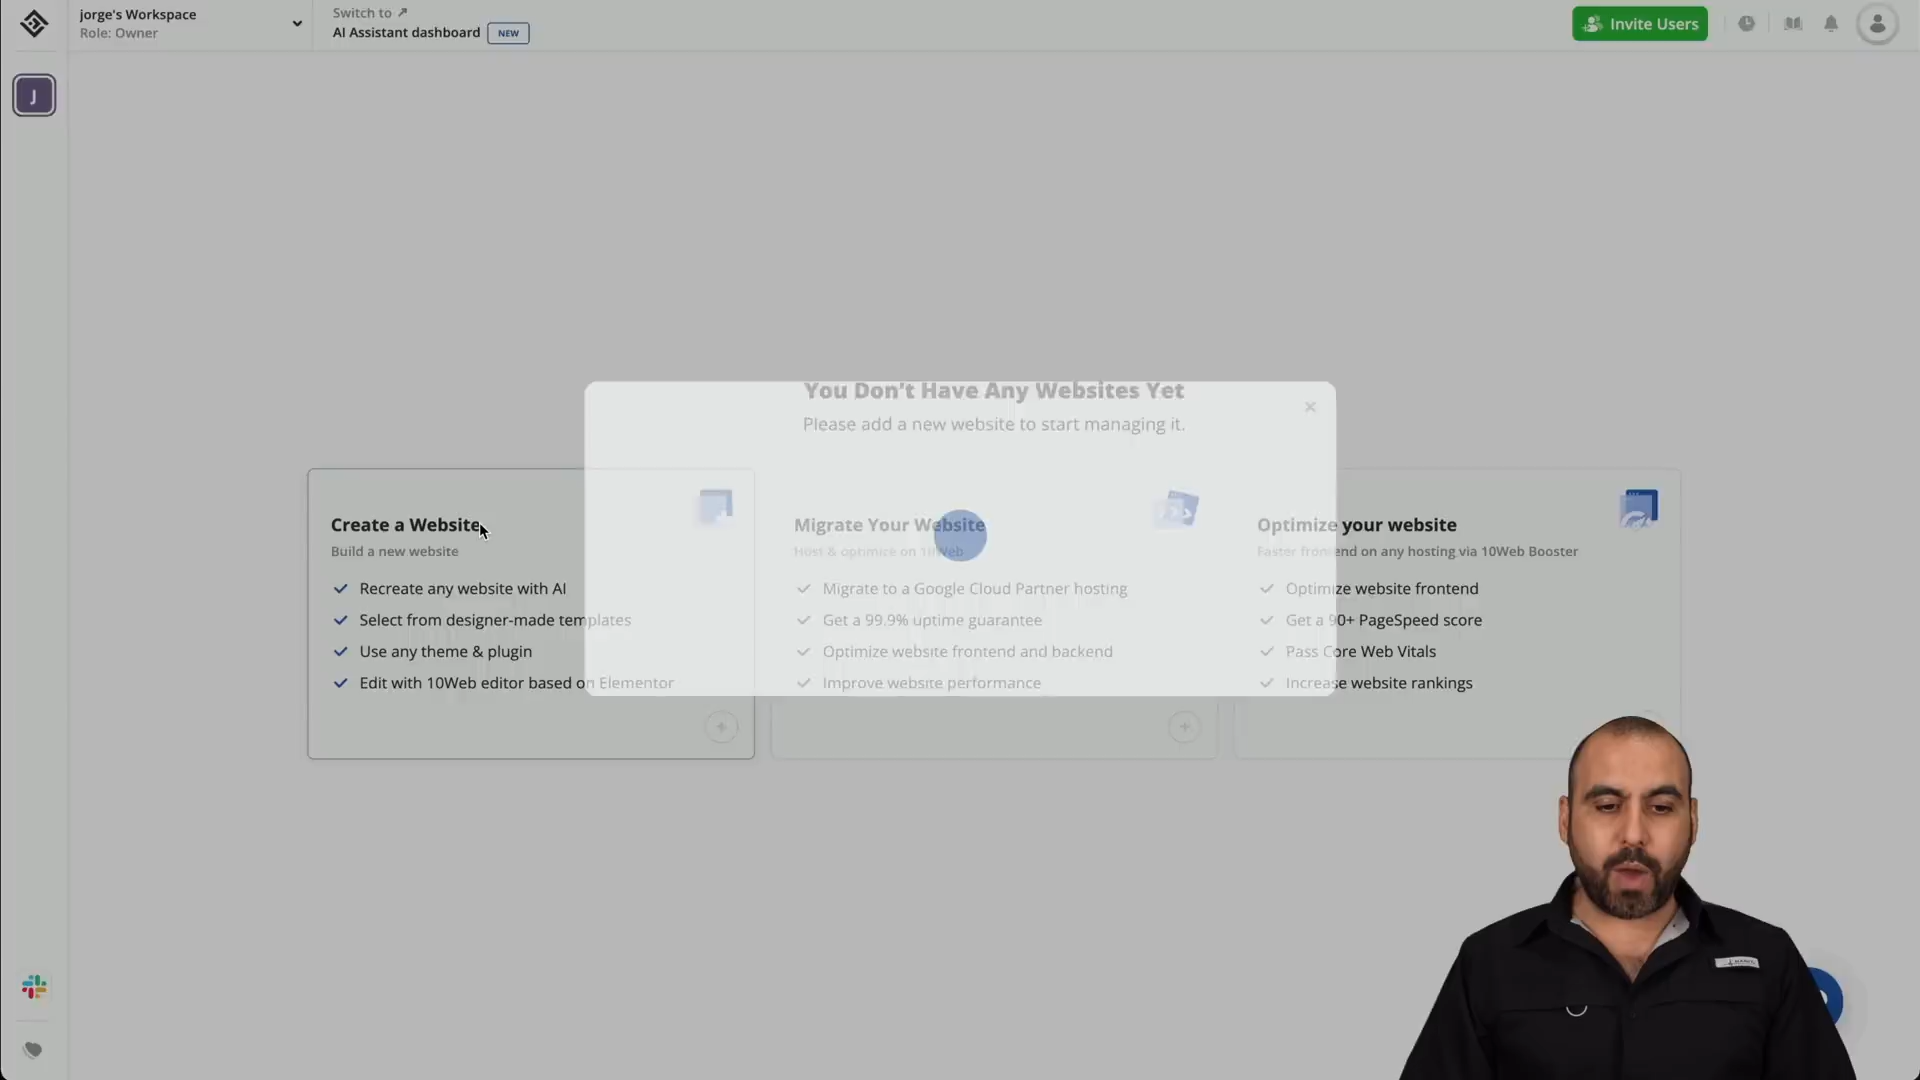 jorge's Workspace
Role: Owner
Switch to ↗
AI Assistant dashboard NEW
Invite Users
J
You Don't Have Any Websites Yet
Please add a new website to start managing it.
Create a Website
Build a new website
✓ Recreate any website with AI
✓ Select from designer-made templates
✓ Use any theme & plugin
✓ Edit with 10Web editor based on Elementor
Migrate Your Website
Host & optimize on 10Web
✓ Migrate to a Google Cloud Partner hosting
✓ Get a 99.9% uptime guarantee
✓ Optimize website frontend and backend
✓ Improve website performance
Optimize your website
Faster frontend on any hosting via 10Web Booster
✓ Optimize website frontend
✓ Get a 90+ PageSpeed score
✓ Pass Core Web Vitals
✓ Increase website rankings